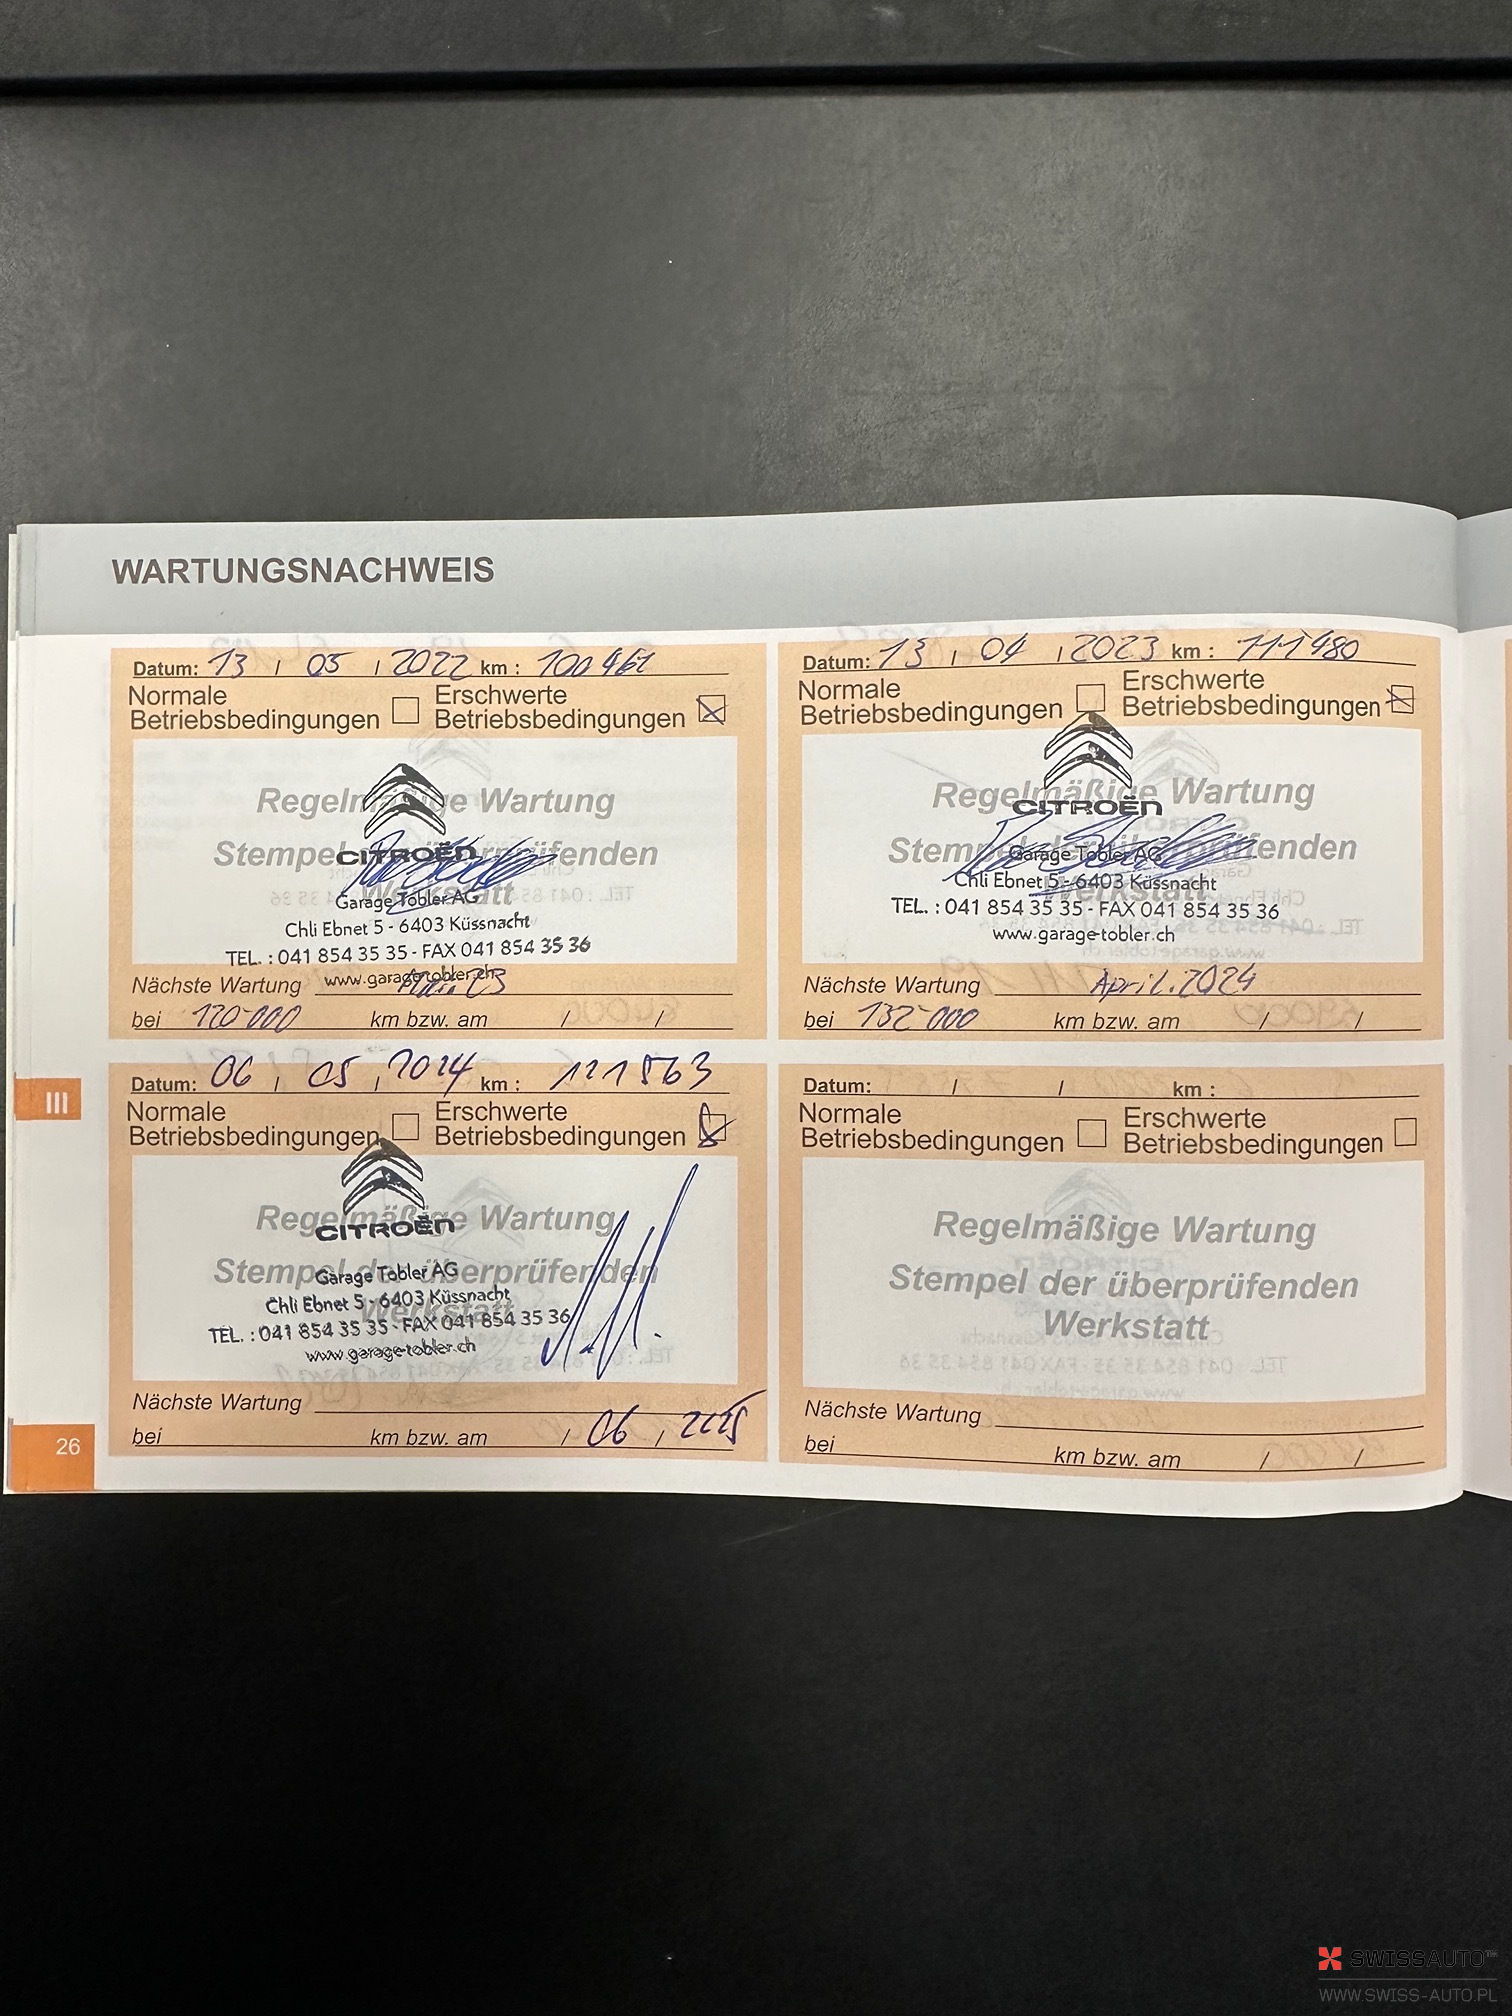 WARTUNGSNACHWEIS
Datum: 13 / 05 / 2022 km : 100 461
Normale
Betriebsbedingungen
Erschwerte
Betriebsbedingungen
Regelmäßige Wartung
Stempel der überprüfenden
Werkstatt
CITROËN
Garage Tobler AG
Chli Ebnet 5 - 6403 Küssnacht
TEL. : 041 854 35 35 - FAX 041 854 35 36
www.garage-tobler.ch
Nächste Wartung 23
bei 120 000 km bzw. am / /
Datum: 13 / 04 / 2023 km : 111 480
Normale
Betriebsbedingungen
Erschwerte
Betriebsbedingungen
Regelmäßige Wartung
Stempel der überprüfenden
Werkstatt
CITROËN
Garage Tobler AG
Chli Ebnet 5 - 6403 Küssnacht
TEL. : 041 854 35 35 - FAX 041 854 35 36
www.garage-tobler.ch
Nächste Wartung April.2024
bei 132 000 km bzw. am / /
III
Datum: 06 / 05 / 2024 km : 121 563
Normale
Betriebsbedingungen
Erschwerte
Betriebsbedingungen
Regelmäßige Wartung
Stempel der überprüfenden
Werkstatt
CITROËN
Garage Tobler AG
Chli Ebnet 5 - 6403 Küssnacht
TEL. : 041 854 35 35 - FAX 041 854 35 36
www.garage-tobler.ch
Nächste Wartung
bei km bzw. am / 06 / 2025
Datum: / / km :
Normale
Betriebsbedingungen
Erschwerte
Betriebsbedingungen
Regelmäßige Wartung
Stempel der überprüfenden
Werkstatt
Nächste Wartung
bei km bzw. am / /
26
SWISSAUTO™
WWW.SWISS-AUTO.PL